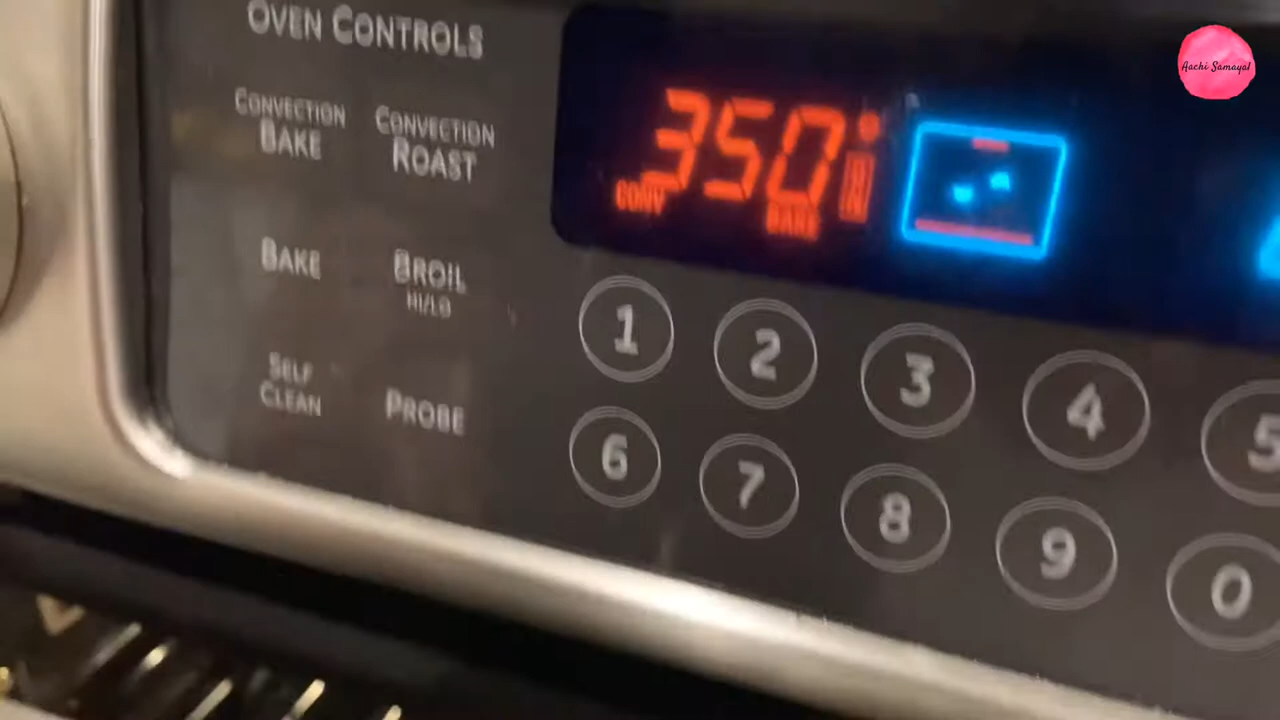 OVEN CONTROLS
CONVECTION
BAKE
CONVECTION
ROAST
BAKE
BROIL
HI/LO
SELF
CLEAN
PROBE
350°
CONV
BAKE
1 2 3 4 5
6 7 8 9 0
Aachi Samayal